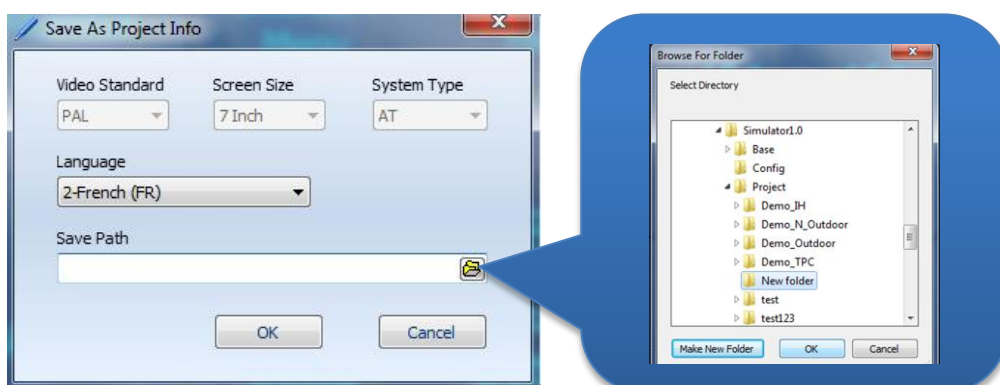 Save As Project Info
Video Standard Screen Size System Type
PAL 7 Inch AT
Language
2-French (FR)
Save Path
OK Cancel
Browse For Folder
Select Directory
Simulator1.0
Base
Config
Project
Demo_IH
Demo_N_Outdoor
Demo_Outdoor
Demo_TPC
New folder
test
test123
Make New Folder OK Cancel